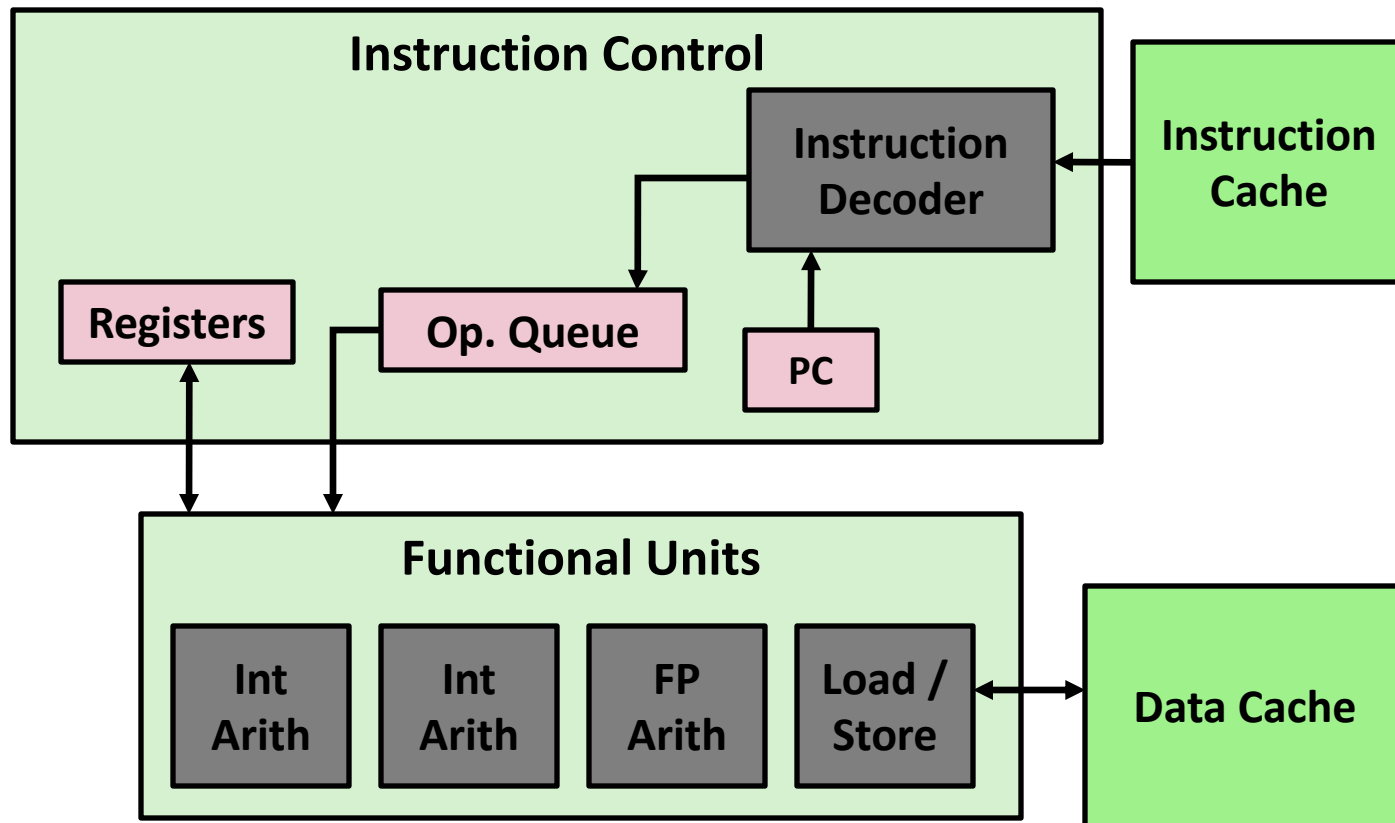 Instruction Control
Instruction
Decoder
Instruction
Cache
Registers
Op. Queue
PC
Functional Units
Int
Arith
Int
Arith
FP
Arith
Load /
Store
Data Cache